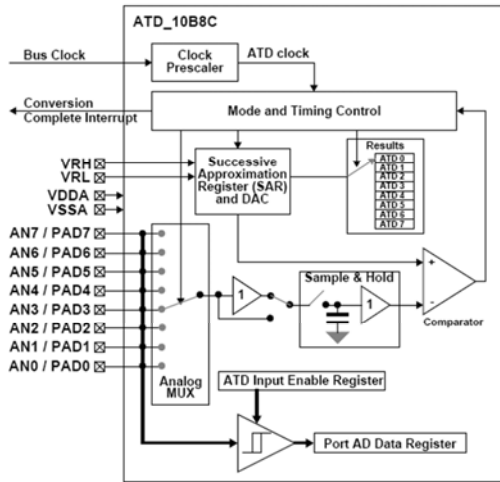 ATD_10B8C
Bus Clock
Clock
Prescaler
ATD clock
Conversion
Complete Interrupt
Mode and Timing Control
Results
VRH
VRL
VDDA
VSSA
Successive
Approximation
Register (SAR)
and DAC
ATD 0
ATD 1
ATD 2
ATD 3
ATD 4
ATD 5
ATD 6
ATD 7
AN7 / PAD7
AN6 / PAD6
AN5 / PAD5
AN4 / PAD4
AN3 / PAD3
AN2 / PAD2
AN1 / PAD1
AN0 / PAD0
Analog
MUX
1
Sample & Hold
1
+
-
Comparator
ATD Input Enable Register
Port AD Data Register